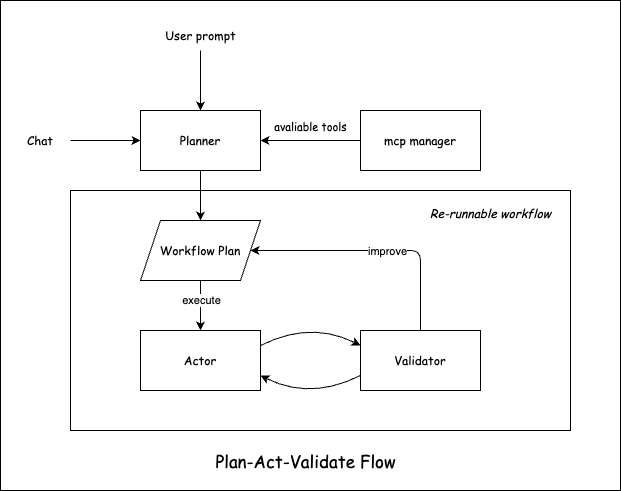 User prompt
Chat
Planner
avaliable tools
mcp manager
Re-runnable workflow
Workflow Plan
improve
execute
Actor
Validator
Plan-Act-Validate Flow